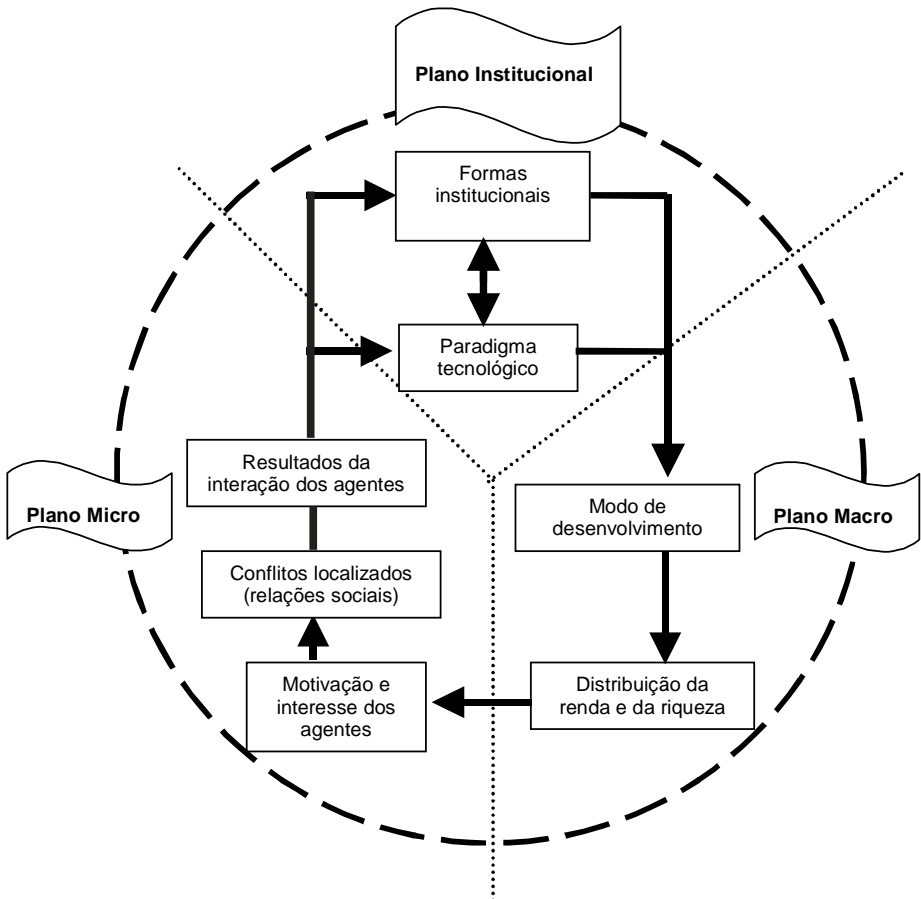 Plano Institucional
Formas
institucionais
Paradigma
tecnológico
Resultados da
interação dos agentes
Plano Micro
Modo de
desenvolvimento
Plano Macro
Conflitos localizados
(relações sociais)
Motivação e
interesse dos
agentes
Distribuição da
renda e da riqueza